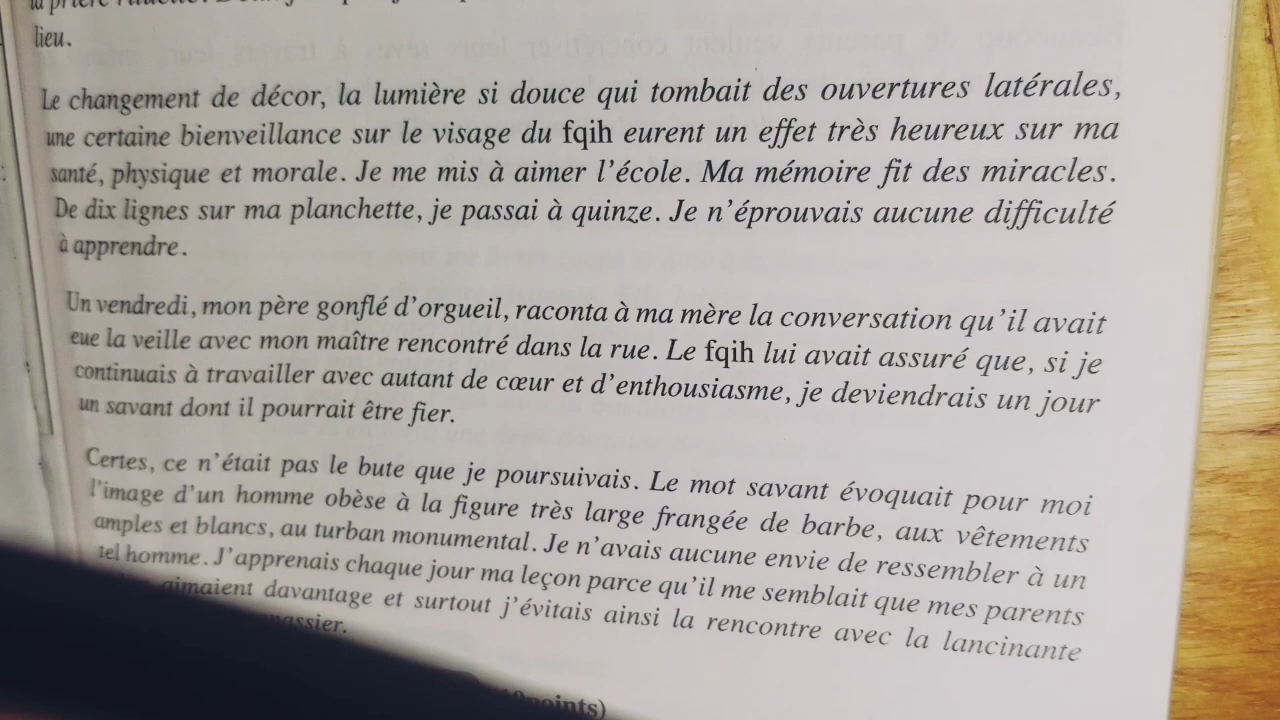 lieu.
Le changement de décor, la lumière si douce qui tombait des ouvertures latérales,
une certaine bienveillance sur le visage du fqih eurent un effet très heureux sur ma
santé, physique et morale. Je me mis à aimer l'école. Ma mémoire fit des miracles.
De dix lignes sur ma planchette, je passai à quinze. Je n'éprouvais aucune difficulté
à apprendre.
Un vendredi, mon père gonflé d'orgueil, raconta à ma mère la conversation qu'il avait
eue la veille avec mon maître rencontré dans la rue. Le fqih lui avait assuré que, si je
continuais à travailler avec autant de cœur et d'enthousiasme, je deviendrais un jour
un savant dont il pourrait être fier.
Certes, ce n'était pas le bute que je poursuivais. Le mot savant évoquait pour moi
l'image d'un homme obèse à la figure très large frangée de barbe, aux vêtements
amples et blancs, au turban monumental. Je n'avais aucune envie de ressembler à un
tel homme. J'apprenais chaque jour ma leçon parce qu'il me semblait que mes parents
aimaient davantage et surtout j'évitais ainsi la rencontre avec la lancinante
points)